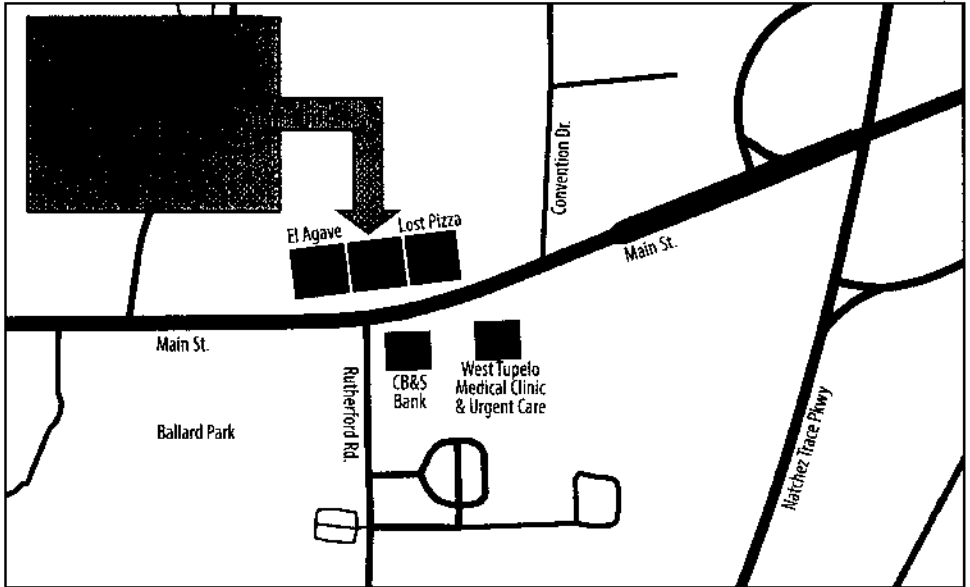 El Agave
Lost Pizza
Convention Dr.
Main St.
Main St.
CB&S
Bank
West Tupelo
Medical Clinic
& Urgent Care
Rutherford Rd.
Ballard Park
Natchez Trace Pkwy